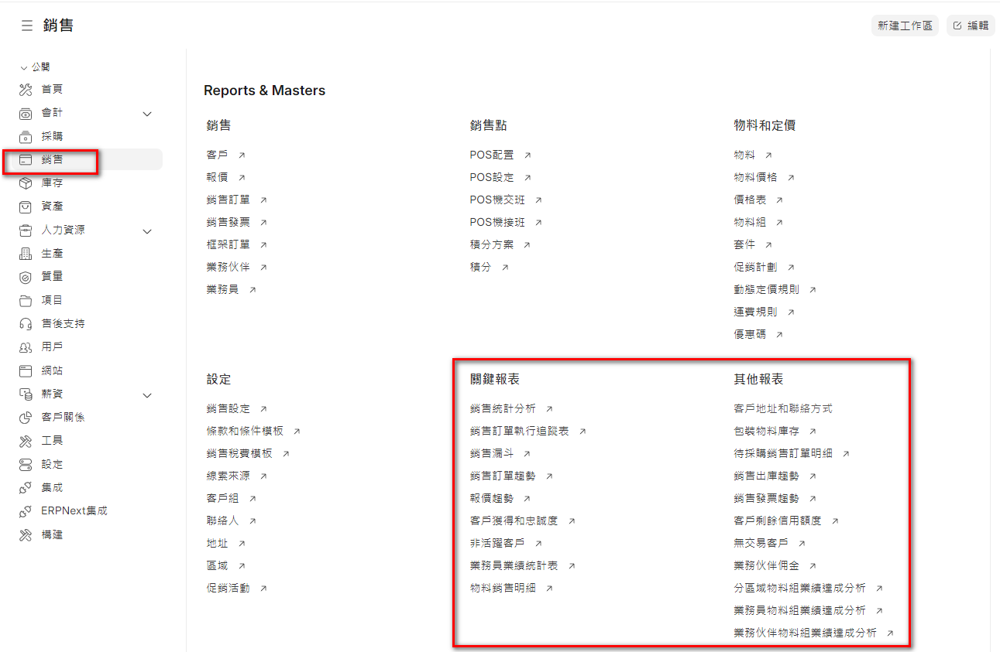 銷售
新建工作區
編輯
公開
首頁
會計
採購
銷售
庫存
資產
人力資源
生產
質量
項目
售後支持
用戶
網站
薪資
客戶關係
工具
設定
集成
ERPNext集成
構建
Reports & Masters
銷售
客戶
報價
銷售訂單
銷售發票
框架訂單
業務伙伴
業務員
銷售點
POS配置
POS設定
POS機交班
POS機接班
積分方案
積分
物料和定價
物料
物料價格
價格表
物料組
套件
促銷計劃
動態定價規則
運費規則
優惠碼
設定
銷售設定
條款和條件模板
銷售稅費模板
線索來源
客戶組
聯絡人
地址
區域
促銷活動
關鍵報表
銷售統計分析
銷售訂單執行追蹤表
銷售漏斗
銷售訂單趨勢
報價趨勢
客戶獲得和忠誠度
非活躍客戶
業務員業績統計表
物料銷售明細
其他報表
客戶地址和聯絡方式
包裝物料庫存
待採購銷售訂單明細
銷售出庫趨勢
銷售發票趨勢
客戶剩餘信用額度
無交易客戶
業務伙伴佣金
分區域物料組業績達成分析
業務員物料組業績達成分析
業務伙伴物料組業績達成分析